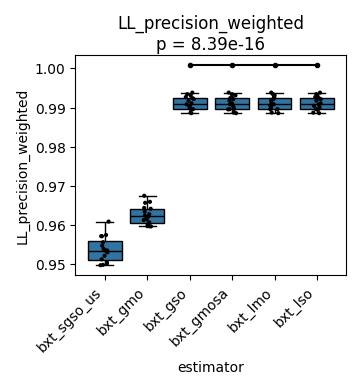 LL_precision_weighted
p = 8.39e-16
1.00
0.99
0.98
0.97
0.96
0.95
LL_precision_weighted
bxt_sgso_us
bxt_gmo
bxt_gso
bxt_gmosa
bxt_lmo
bxt_lso
estimator